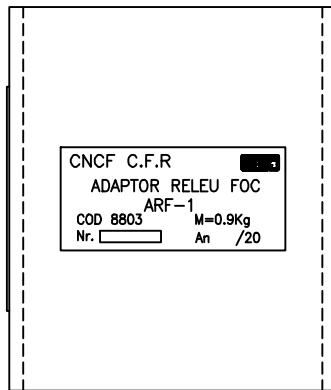 CNCF C.F.R
ADAPTOR RELEU FOC
ARF-1
COD 8803 M=0.9Kg
Nr. An /20